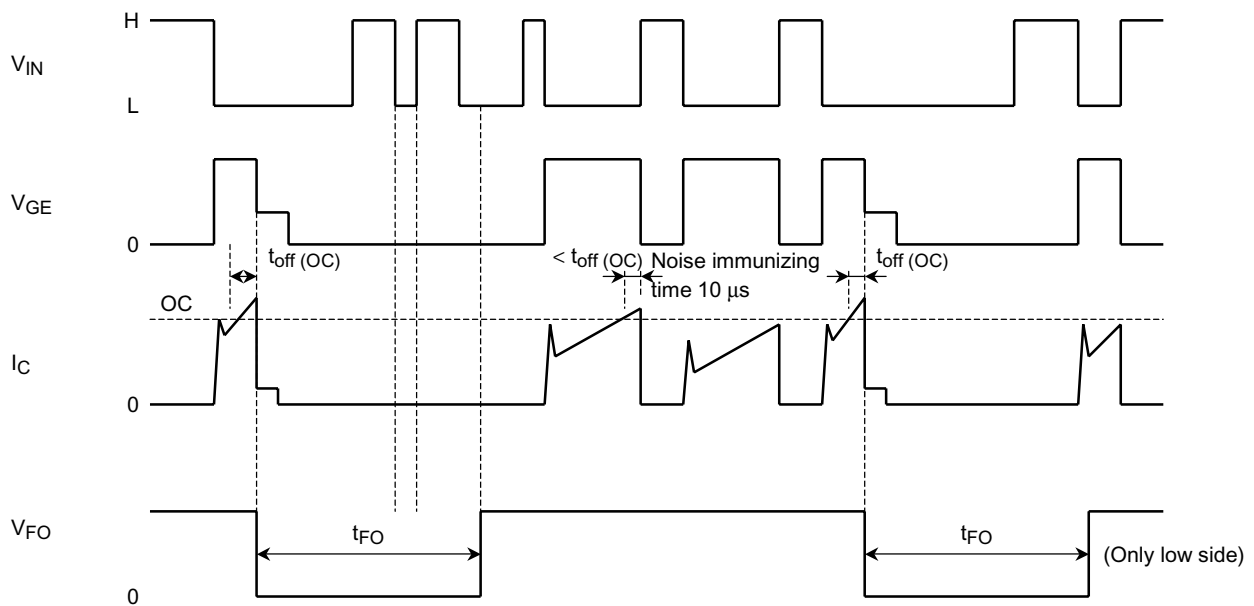 H
V_IN
L
V_GE
0
t_off (OC)
< t_off (OC)
Noise immunizing
time 10 μs
t_off (OC)
OC
I_C
0
V_FO
t_FO
t_FO
(Only low side)
0